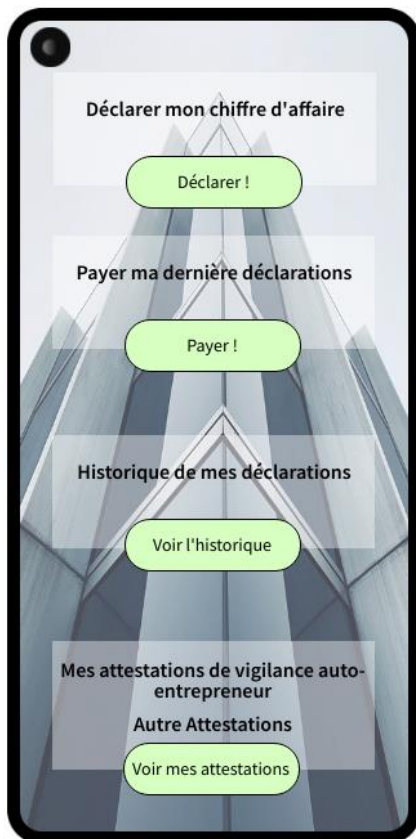 Déclarer mon chiffre d'affaire
Déclarer !
Payer ma dernière déclarations
Payer !
Historique de mes déclarations
Voir l'historique
Mes attestations de vigilance auto-
entrepreneur
Autre Attestations
Voir mes attestations